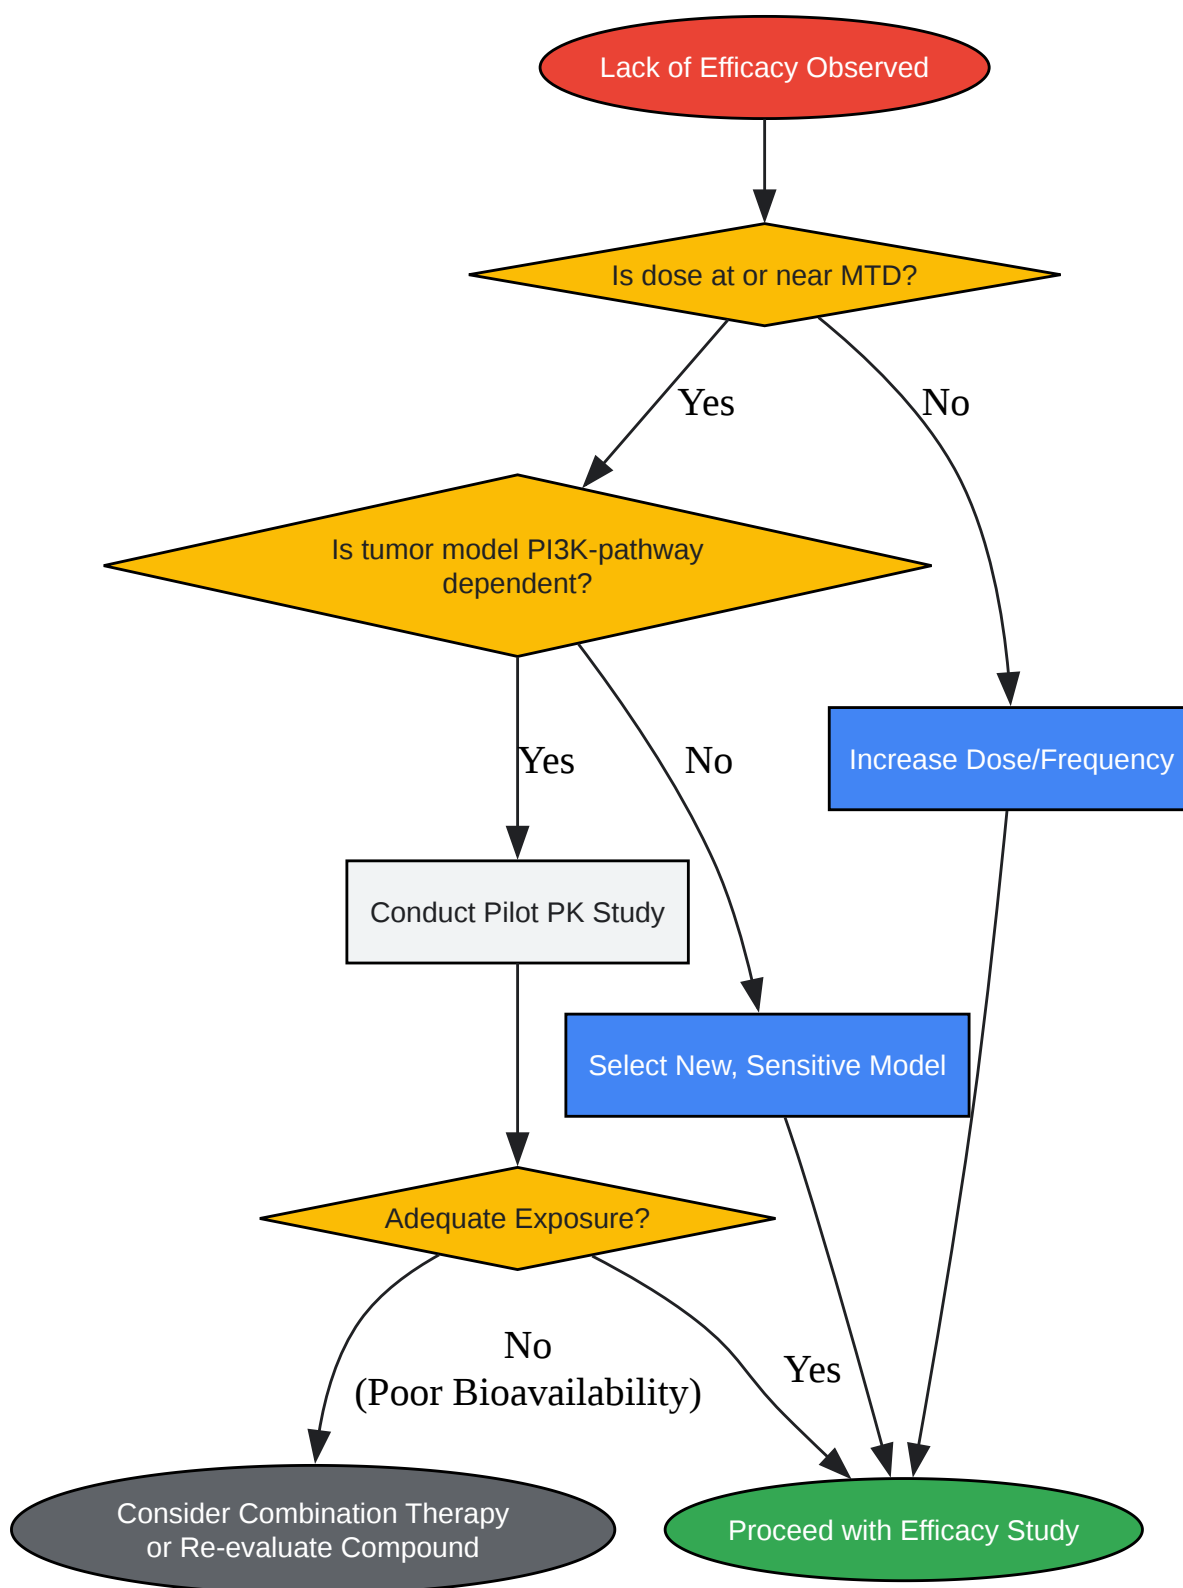 Lack of Efficacy Observed
Is dose at or near MTD?
Yes
No
Is tumor model PI3K-pathway
dependent?
Yes
No
Increase Dose/Frequency
Conduct Pilot PK Study
Select New, Sensitive Model
Adequate Exposure?
No
(Poor Bioavailability)
Yes
Consider Combination Therapy
or Re-evaluate Compound
Proceed with Efficacy Study